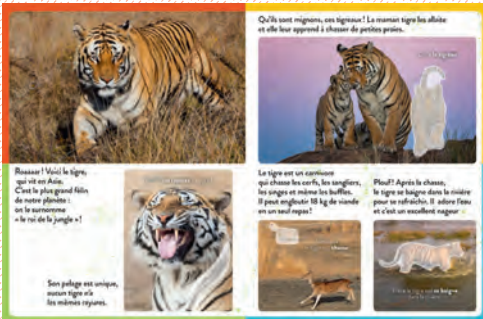 Qu'ils sont mignons, ces tigreaux ! La maman tigre les allaite
et elle leur apprend à chasser de petites proies.
Roaaaar ! Voici le tigre,
qui vit en Asie.
C'est le plus grand félin
de notre planète :
on le surnomme
« le roi de la jungle » !
Son pelage est unique,
aucun tigre n'a
les mêmes rayures.
Le tigre est un carnivore
qui chasse les cerfs, les sangliers,
les singes et même les buffles.
Il peut engloutir 18 kg de viande
en un seul repas !
Plouf ! Après la chasse,
le tigre se baigne dans la rivière
pour se rafraîchir. Il adore l'eau
et c'est un excellent nageur